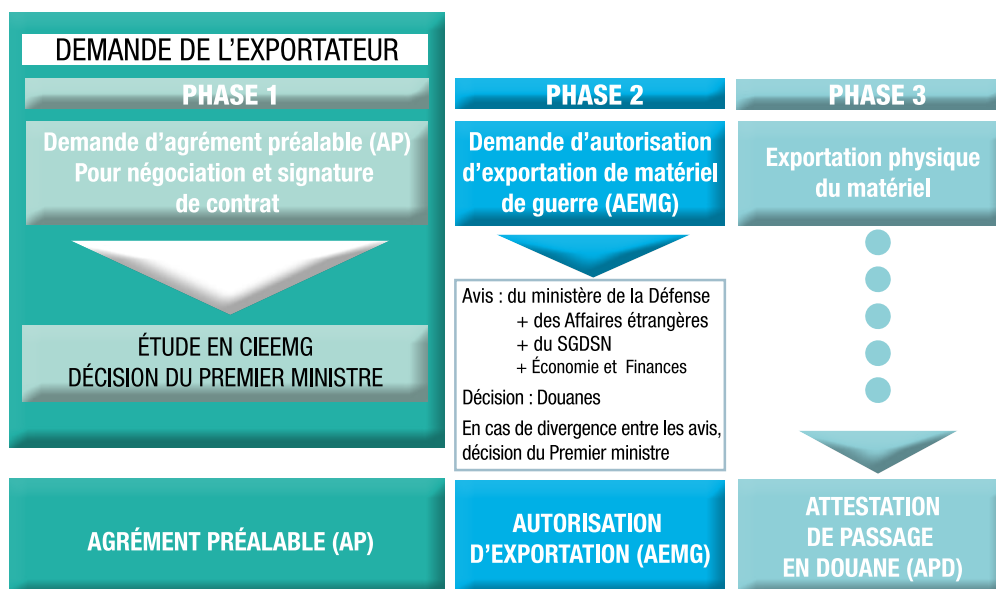 DEMANDE DE L'EXPORTATEUR
PHASE 1
Demande d'agrément préalable (AP)
Pour négociation et signature
de contrat
ÉTUDE EN CIEEMG
DÉCISION DU PREMIER MINISTRE
AGRÉMENT PRÉALABLE (AP)
PHASE 2
Demande d'autorisation
d'exportation de matériel
de guerre (AEMG)
Avis : du ministère de la Défense
+ des Affaires étrangères
+ du SGDSN
+ Économie et Finances
Décision : Douanes
En cas de divergence entre les avis,
décision du Premier ministre
AUTORISATION
D'EXPORTATION (AEMG)
PHASE 3
Exportation physique
du matériel
ATTESTATION
DE PASSAGE
EN DOUANE (APD)